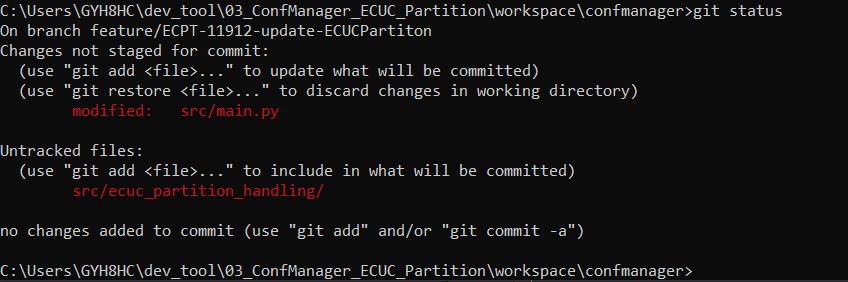 C:\Users\GYH8HC\dev_tool\03_ConfManager_ECUC_Partition\workspace\confmanager>git status
On branch feature/ECPT-11912-update-ECUCPartiton
Changes not staged for commit:
  (use "git add <file>..." to update what will be committed)
  (use "git restore <file>..." to discard changes in working directory)
        modified:   src/main.py

Untracked files:
  (use "git add <file>..." to include in what will be committed)
        src/ecuc_partition_handling/

no changes added to commit (use "git add" and/or "git commit -a")

C:\Users\GYH8HC\dev_tool\03_ConfManager_ECUC_Partition\workspace\confmanager>